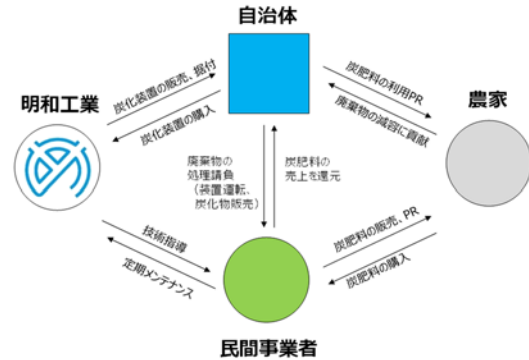 自治体
明和工業
農家
炭化装置の販売、据付
炭化装置の購入
炭肥料の利用PR
廃棄物の減容に貢献
廃棄物の
処理請負
（装置運転、
炭化物販売）
炭肥料の
売上を還元
技術指導
定期メンテナンス
炭肥料の販売、PR
炭肥料の購入
民間事業者